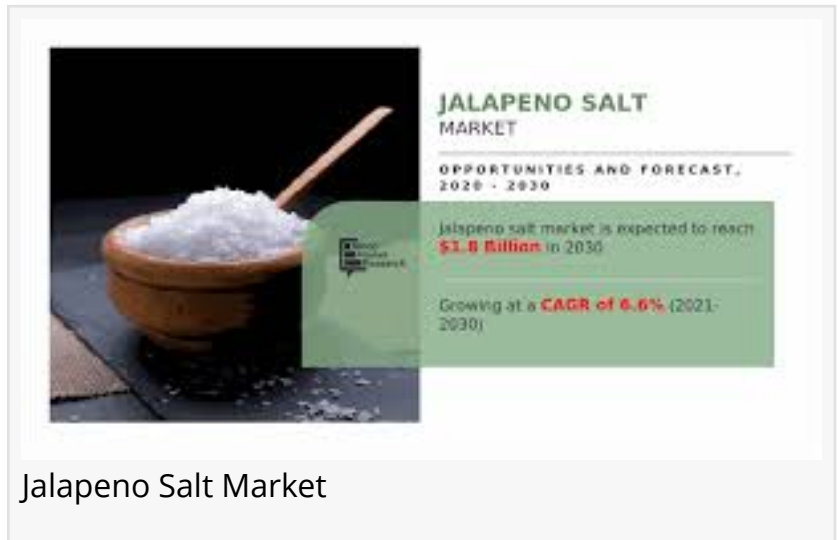 JALAPENO SALT
MARKET
OPPORTUNITIES AND FORECAST,
2020 - 2030
Jalapeno salt market is expected to reach
$1.8 Billion in 2030
Growing at a CAGR of 6.6% (2021-
2030)
Jalapeno Salt Market